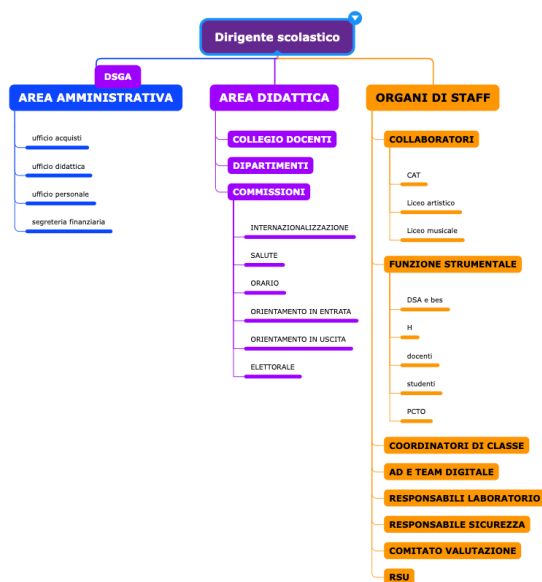 Dirigente scolastico
DSGA
AREA AMMINISTRATIVA
ufficio acquisti
ufficio didattica
ufficio personale
segreteria finanziaria
AREA DIDATTICA
COLLEGIO DOCENTI
DIPARTIMENTI
COMMISSIONI
INTERNAZIONALIZZAZIONE
SALUTE
ORARIO
ORIENTAMENTO IN ENTRATA
ORIENTAMENTO IN USCITA
ELETTORALE
ORGANI DI STAFF
COLLABORATORI
CAT
Liceo artistico
Liceo musicale
FUNZIONE STRUMENTALE
DSA e bes
H
docenti
studenti
PCTO
COORDINATORI DI CLASSE
AD E TEAM DIGITALE
RESPONSABILI LABORATORIO
RESPONSABILE SICUREZZA
COMITATO VALUTAZIONE
RSU